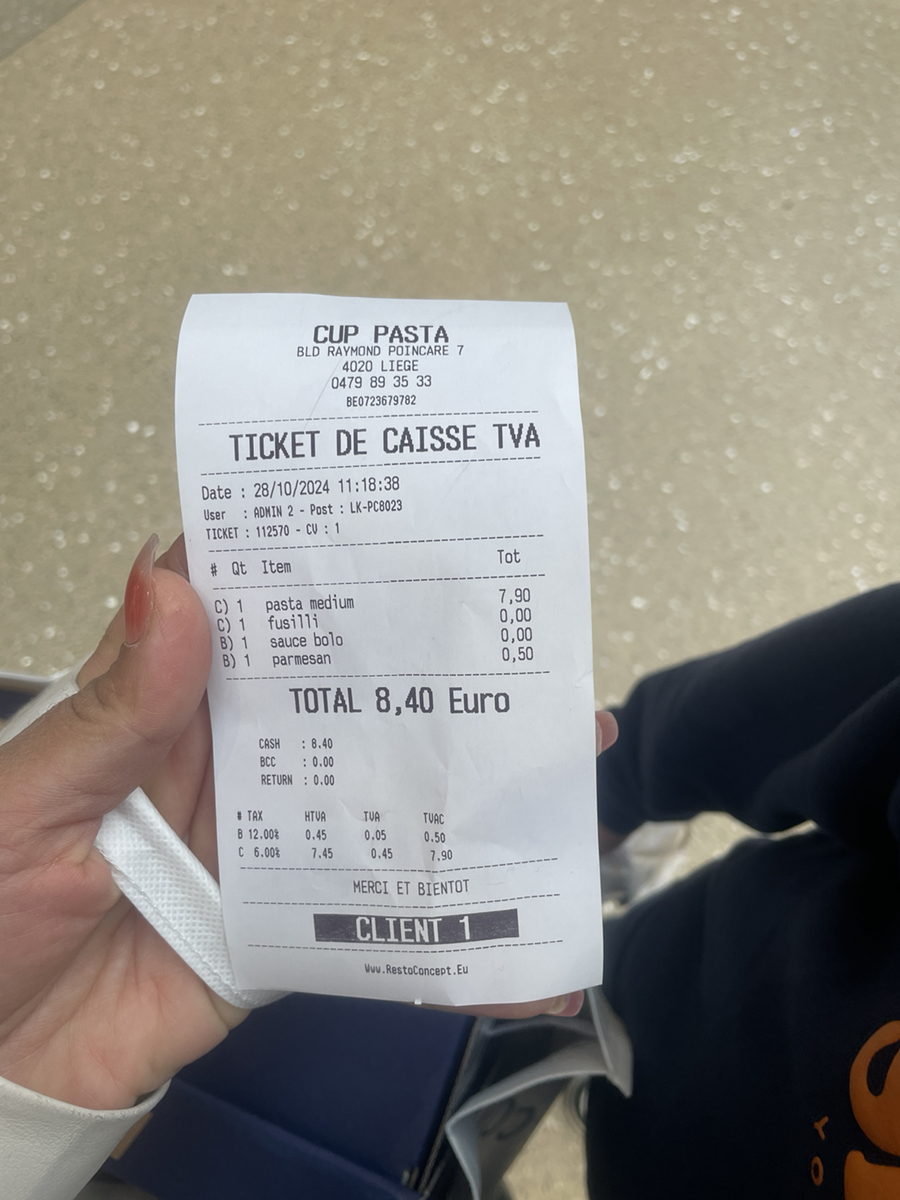 CUP PASTA
BLD RAYMOND POINCARE 7
4020 LIEGE
0479 89 35 33
BE0723679782
TICKET DE CAISSE TVA
Date : 28/10/2024 11:18:38
User : ADMIN 2 - Post : LK-PC8023
TICKET : 112570 - CV : 1
# Qt Item Tot
C) 1 pasta medium 7,90
C) 1 fusilli 0,00
B) 1 sauce bolo 0,00
B) 1 parmesan 0,50
TOTAL 8,40 Euro
CASH : 8.40
BCC : 0.00
RETURN : 0.00
# TAX HTVA TVA TVAC
B 12.00% 0.45 0.05 0.50
C 6.00% 7.45 0.45 7.90
MERCI ET BIENTOT
CLIENT 1
Www.RestoConcept.Eu